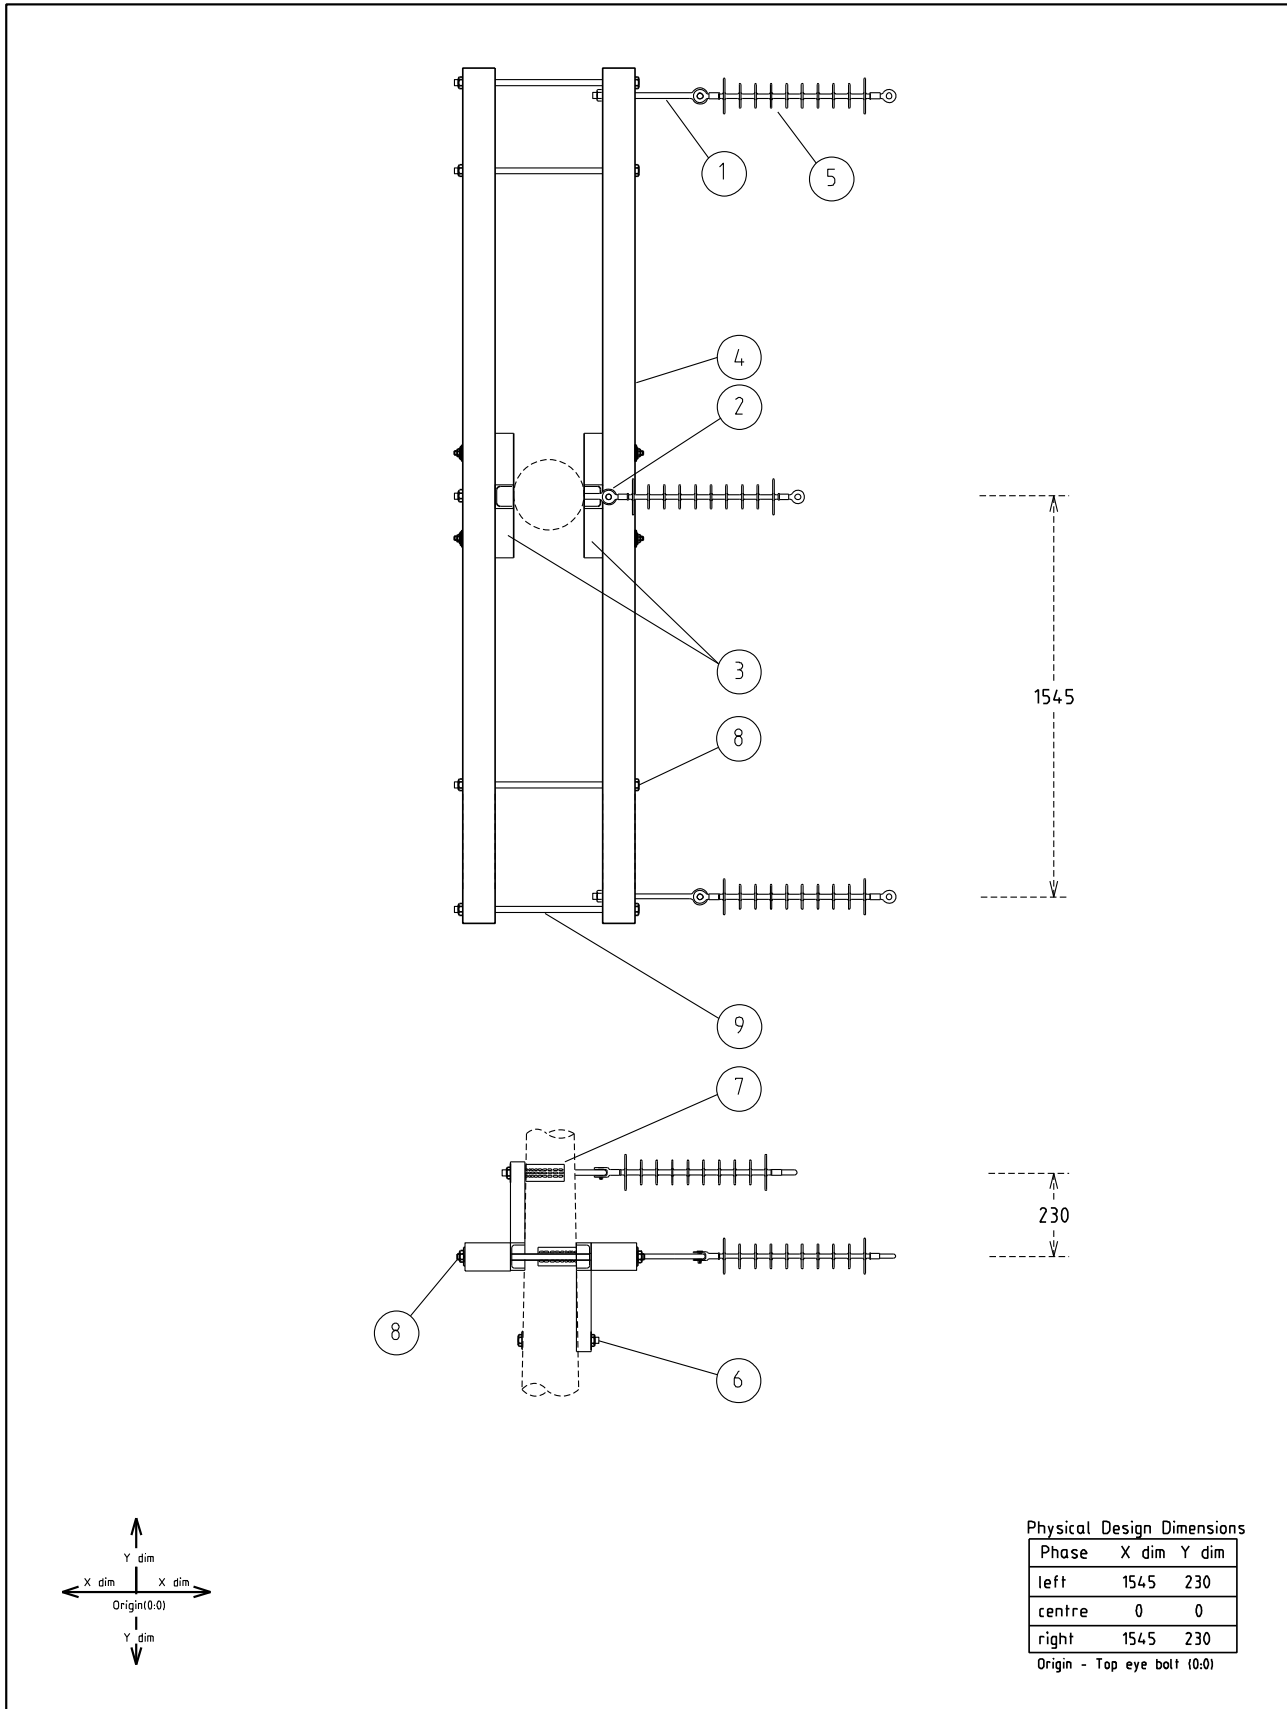 1
5
4
2
3
1545
8
9
7
230
8
6
Y dim
X dim X dim
Origin(0:0)
Y dim
Physical Design Dimensions
Phase X dim Y dim
left 1545 230
centre 0 0
right 1545 230
Origin - Top eye bolt (0:0)